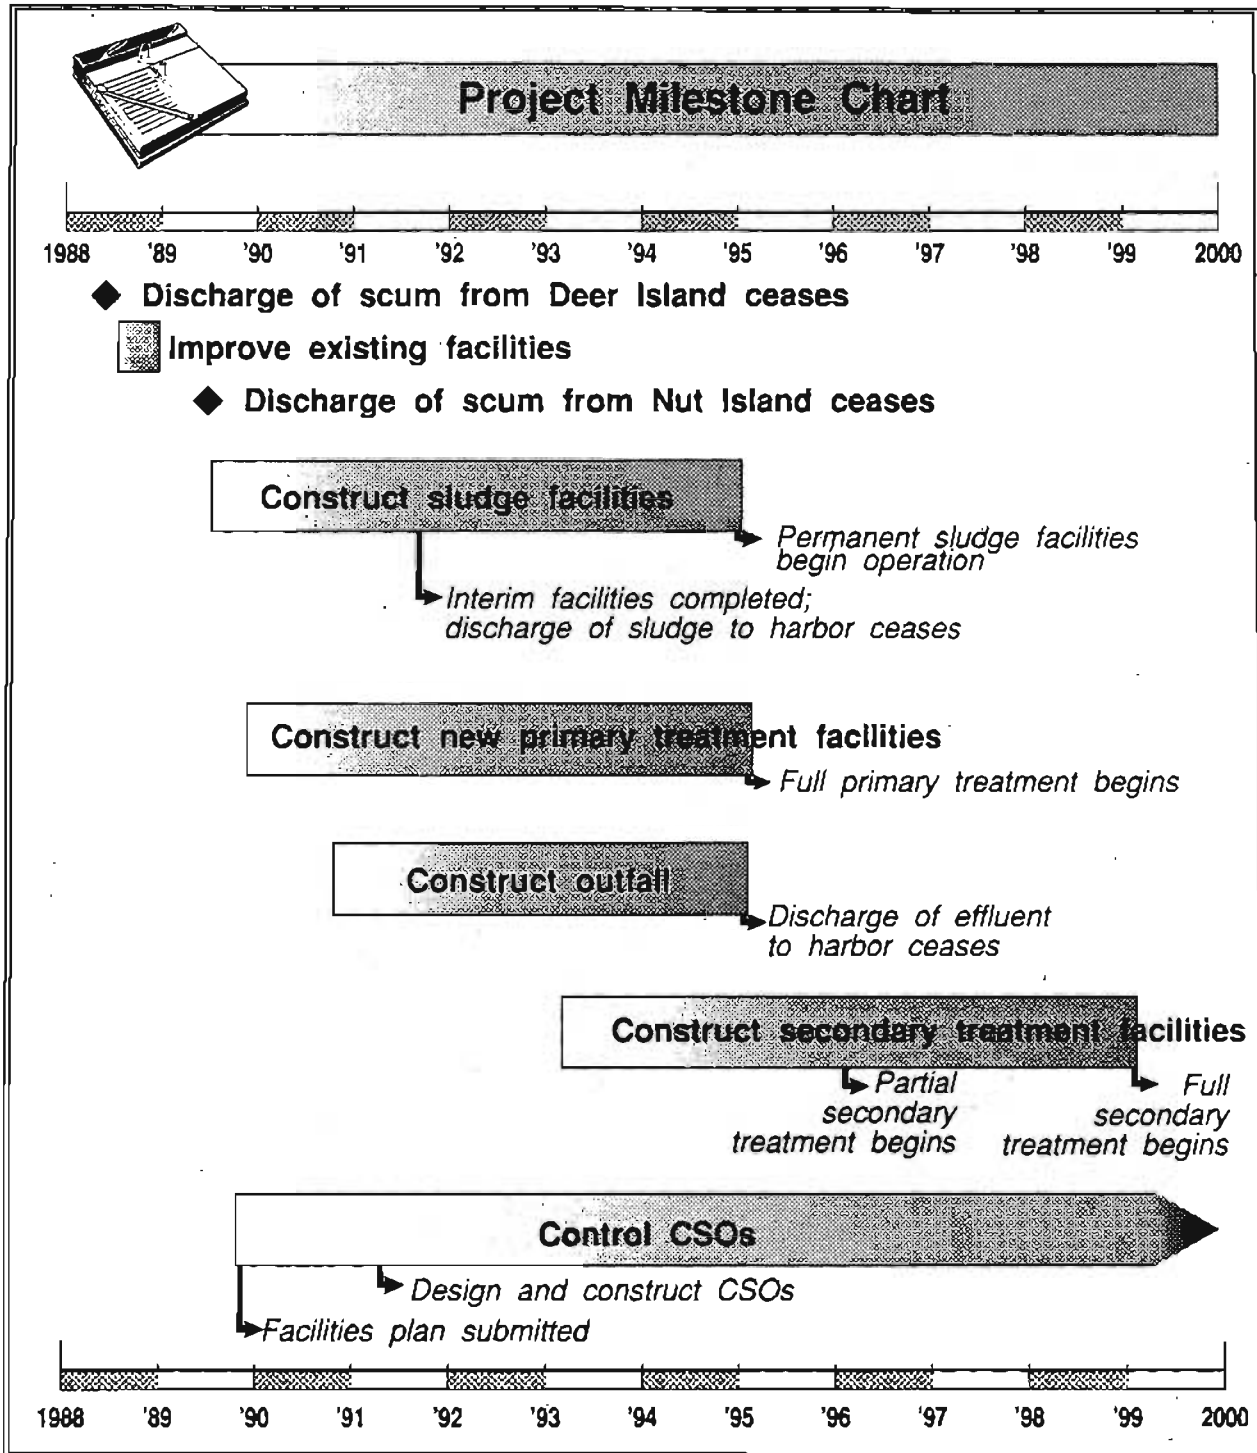 Project Milestone Chart
1988 '89 '90 '91 '92 '93 '94 '95 '96 '97 '98 '99 2000
Discharge of scum from Deer Island ceases
Improve existing facilities
Discharge of scum from Nut Island ceases
Construct sludge facilities
Permanent sludge facilities
begin operation
Interim facilities completed;
discharge of sludge to harbor ceases
Construct new primary treatment facilities
Full primary treatment begins
Construct outfall
Discharge of effluent
to harbor ceases
Construct secondary treatment facilities
Partial
secondary
treatment begins
Full
secondary
treatment begins
Control CSOs
Design and construct CSOs
Facilities plan submitted
1988 '89 '90 '91 '92 '93 '94 '95 '96 '97 '98 '99 2000